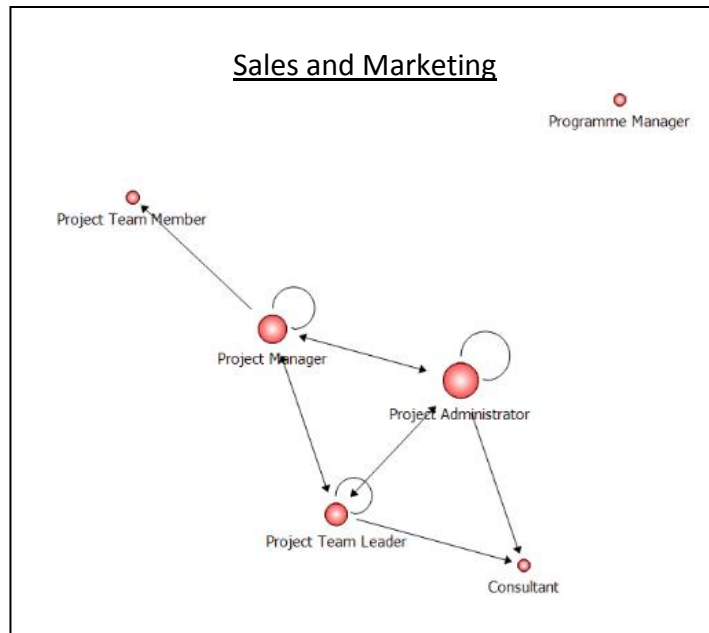 Sales and Marketing
Programme Manager
Project Team Member
Project Manager
Project Administrator
Project Team Leader
Consultant